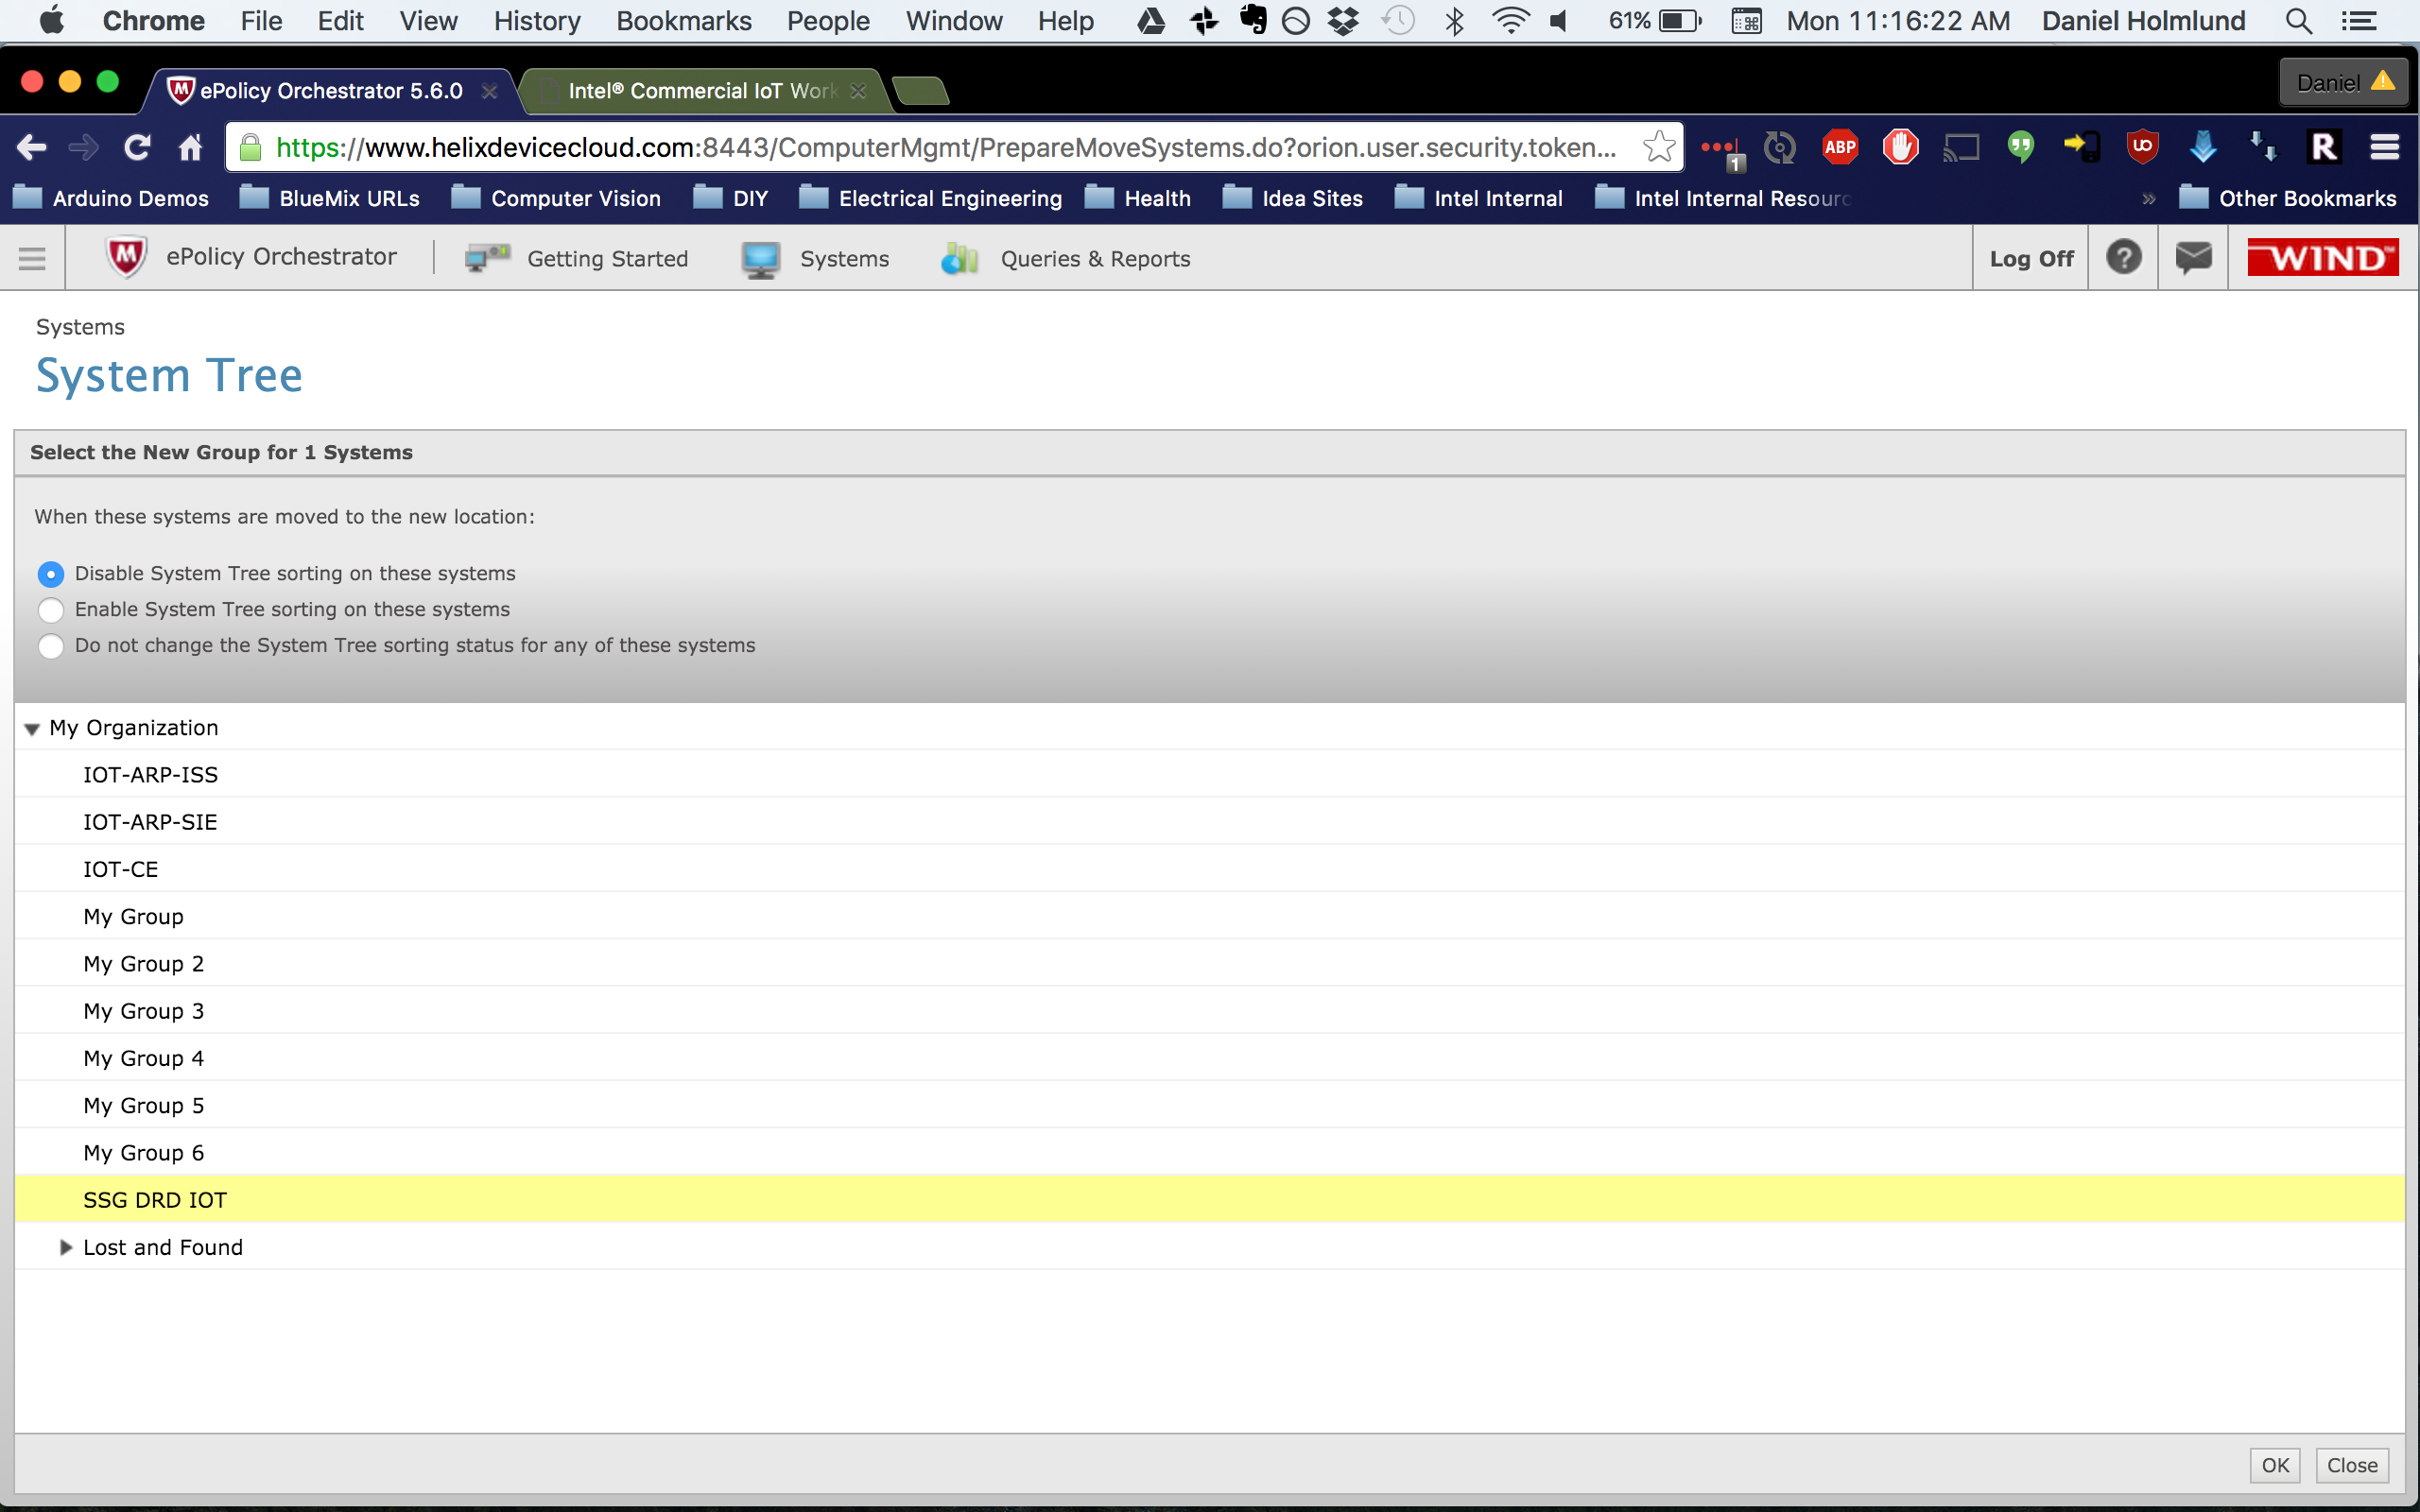 Chrome File Edit View History Bookmarks People Window Help 61% Mon 11:16:22 AM Daniel Holmlund
ePolicy Orchestrator 5.6.0 Intel® Commercial IoT Work Daniel
https://www.helixdevicecloud.com:8443/ComputerMgmt/PrepareMoveSystems.do?orion.user.security.token... 1 ABP UD R
Arduino Demos BlueMix URLs Computer Vision DIY Electrical Engineering Health Idea Sites Intel Internal Intel Internal Resourc » Other Bookmarks
M ePolicy Orchestrator Getting Started Systems Queries & Reports Log Off ? WIND™
Systems
System Tree
Select the New Group for 1 Systems
When these systems are moved to the new location:
Disable System Tree sorting on these systems
Enable System Tree sorting on these systems
Do not change the System Tree sorting status for any of these systems
My Organization
IOT-ARP-ISS
IOT-ARP-SIE
IOT-CE
My Group
My Group 2
My Group 3
My Group 4
My Group 5
My Group 6
SSG DRD IOT
Lost and Found
OK Close